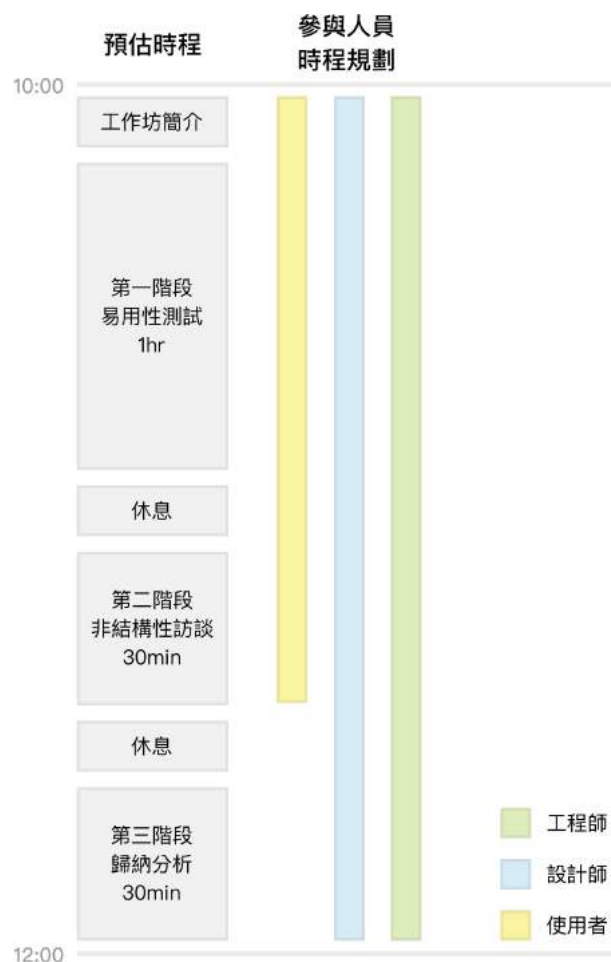 預估時程
參與人員
時程規劃
10:00
工作坊簡介
第一階段
易用性測試
1hr
休息
第二階段
非結構性訪談
30min
休息
第三階段
歸納分析
30min
工程師
設計師
使用者
12:00